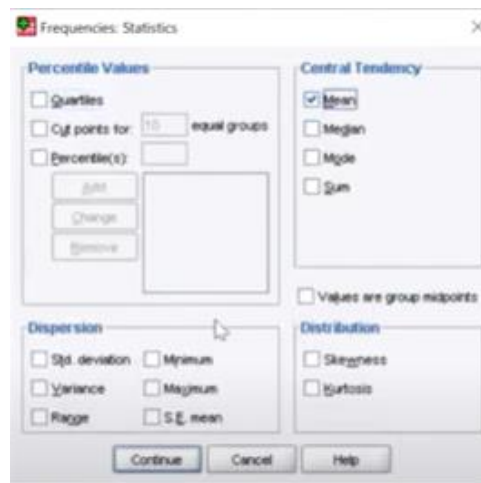 Frequencies: Statistics
Percentile Values
Quartiles
Cut points for: 10 equal groups
Percentile(s):
Add
Change
Remove
Central Tendency
Mean
Median
Mode
Sum
Values are group midpoints
Dispersion
Std. deviation Minimum
Variance Maximum
Range S.E. mean
Distribution
Skewness
Kurtosis
Continue Cancel Help